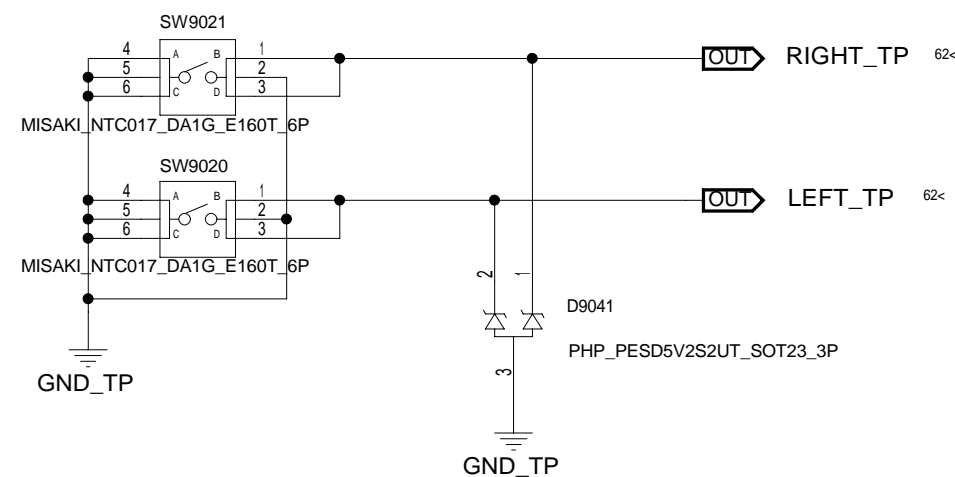 SW9021
4 A B 1
5 2
6 C D 3
MISAKI_NTC017_DA1G_E160T_6P
OUT RIGHT_TP 62<
SW9020
4 A B 1
5 2
6 C D 3
MISAKI_NTC017_DA1G_E160T_6P
OUT LEFT_TP 62<
2 1
D9041
PHP_PESD5V2S2UT_SOT23_3P
3
GND_TP
GND_TP